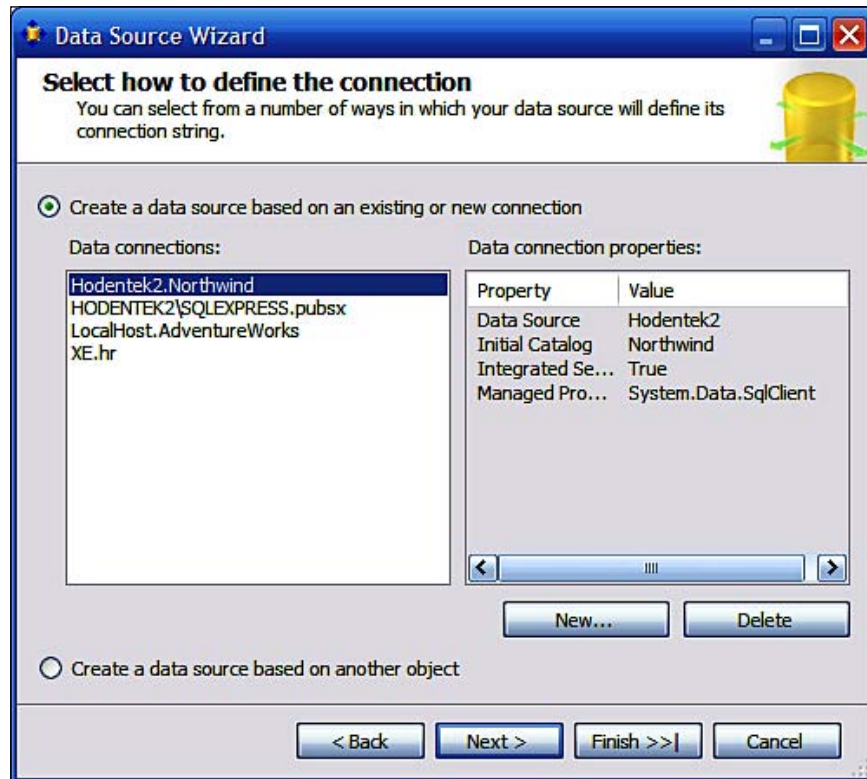 Data Source Wizard
Select how to define the connection
You can select from a number of ways in which your data source will define its
connection string.
Create a data source based on an existing or new connection
Data connections:
Hodentek2.Northwind
HODENTEK2\SQLEXPRESS.pubsx
LocalHost.AdventureWorks
XE.hr
Data connection properties:
Property Value
Data Source Hodentek2
Initial Catalog Northwind
Integrated Se... True
Managed Pro... System.Data.SqlClient
New... Delete
Create a data source based on another object
< Back Next > Finish >>| Cancel